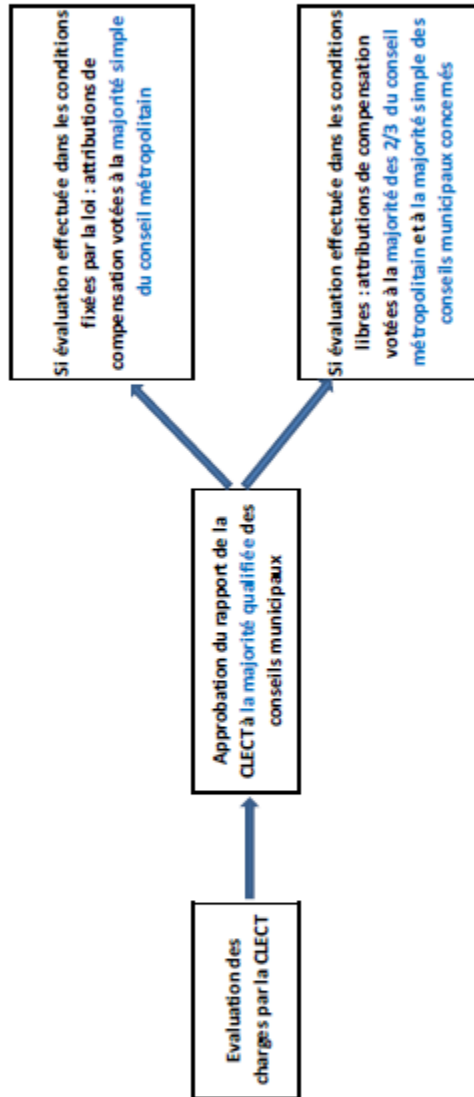 Evaluation des
charges par la CLECT
Approbation du rapport de la
CLECT à la majorité qualifiée des
conseils municipaux
Si évaluation effectuée dans les conditions
fixées par la loi : attributions de
compensation votées à la majorité simple
du conseil métropolitain
Si évaluation effectuée dans les conditions
libres : attributions de compensation
votées à la majorité des 2/3 du conseil
métropolitain et à la majorité simple des
conseils municipaux concernés